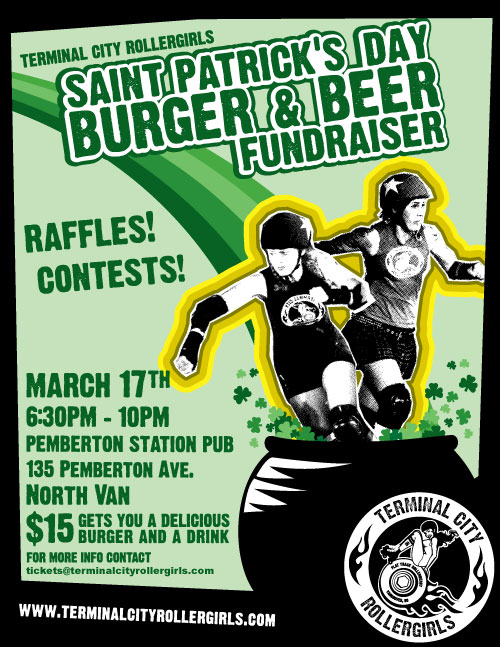 TERMINAL CITY ROLLERGIRLS
SAINT PATRICK'S DAY
BURGER & BEER
FUNDRAISER
RAFFLES!
CONTESTS!
MARCH 17TH
6:30PM - 10PM
PEMBERTON STATION PUB
135 PEMBERTON AVE.
NORTH VAN
$15 GETS YOU A DELICIOUS
BURGER AND A DRINK
FOR MORE INFO CONTACT
tickets@terminalcityrollergirls.com
WWW.TERMINALCITYROLLERGIRLS.COM
TERMINAL CITY
ROLLERGIRLS